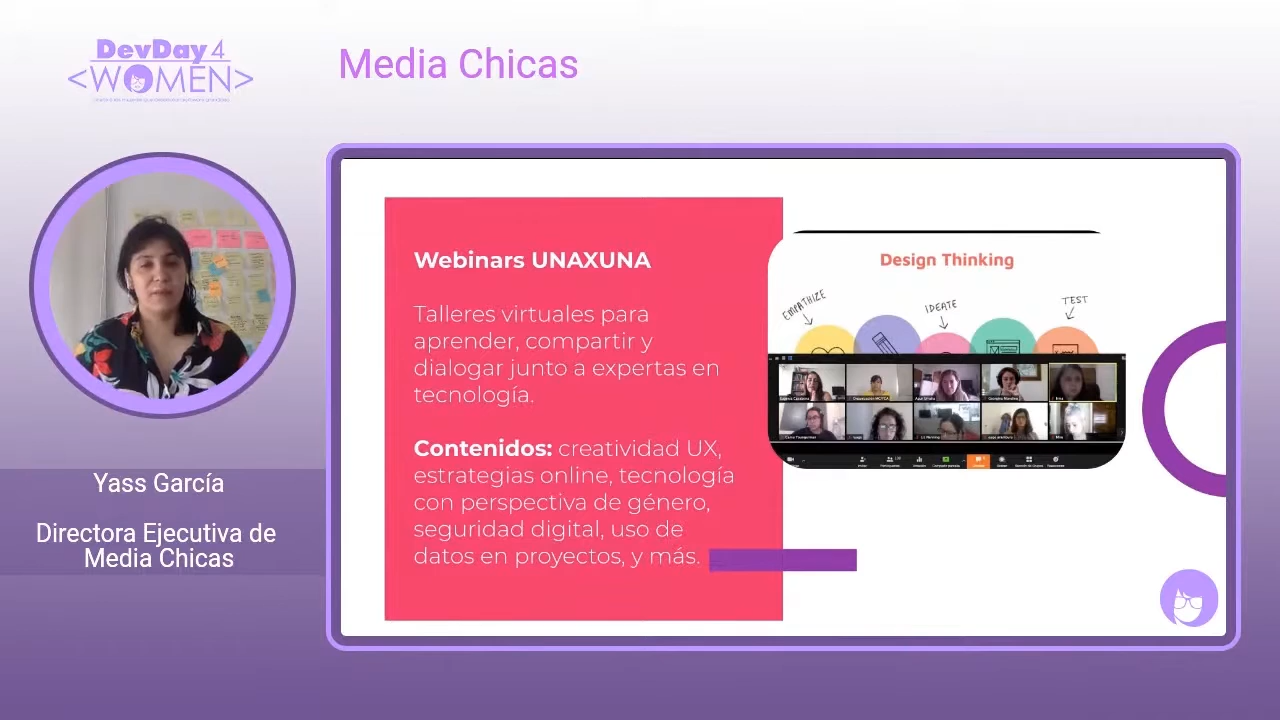 DevDay 4
<WOMEN>
Media Chicas
Yass García
Directora Ejecutiva de
Media Chicas
Webinars UNAXUNA
Talleres virtuales para
aprender, compartir y
dialogar junto a expertas en
tecnología.
Contenidos: creatividad UX,
estrategias online, tecnología
con perspectiva de género,
seguridad digital, uso de
datos en proyectos, y más.
Design Thinking
EMPATHIZE
IDEATE
TEST